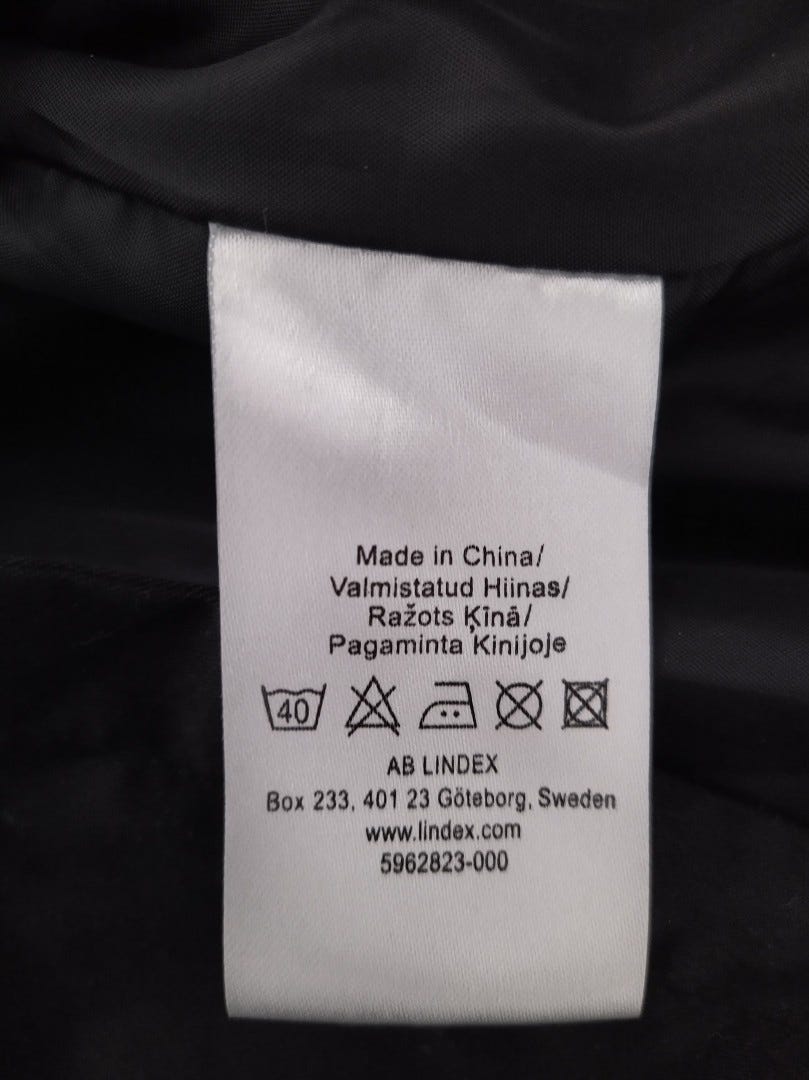 Made in China/
Valmistatud Hiinas/
Ražots Ķīnā/
Pagaminta Kinijoje
40
AB LINDEX
Box 233, 401 23 Göteborg, Sweden
www.lindex.com
5962823-000